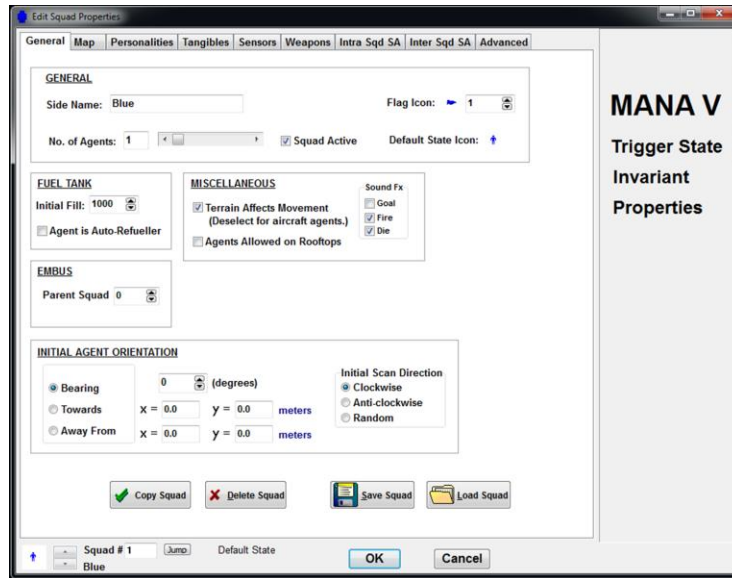 Edit Squad Properties
General Map Personalities Tangibles Sensors Weapons Intra Sqd SA Inter Sqd SA Advanced
GENERAL
Side Name: Blue Flag Icon: 1
No. of Agents: 1 Squad Active Default State Icon:
FUEL TANK
Initial Fill: 1000
Agent is Auto-Refueller
MISCELLANEOUS
Terrain Affects Movement
(Deselect for aircraft agents.)
Agents Allowed on Rooftops
Sound Fx
Goal
Fire
Die
EMBUS
Parent Squad 0
INITIAL AGENT ORIENTATION
Bearing 0 (degrees)
Towards x = 0.0 y = 0.0 meters
Away From x = 0.0 y = 0.0 meters
Initial Scan Direction
Clockwise
Anti-clockwise
Random
Copy Squad Delete Squad Save Squad Load Squad
Squad # 1 Jump Default State
Blue
OK Cancel
MANA V
Trigger State
Invariant
Properties